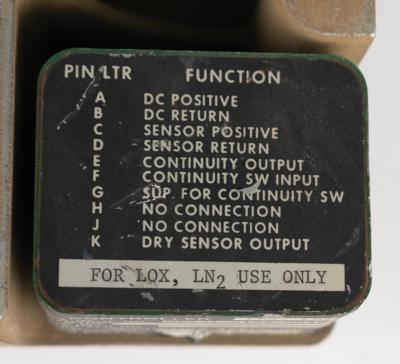 PIN LTR FUNCTION
A DC POSITIVE
B DC RETURN
C SENSOR POSITIVE
D SENSOR RETURN
E CONTINUITY OUTPUT
F CONTINUITY SW INPUT
G SUP. FOR CONTINUITY SW
H NO CONNECTION
J NO CONNECTION
K DRY SENSOR OUTPUT
FOR LOX, LN₂ USE ONLY